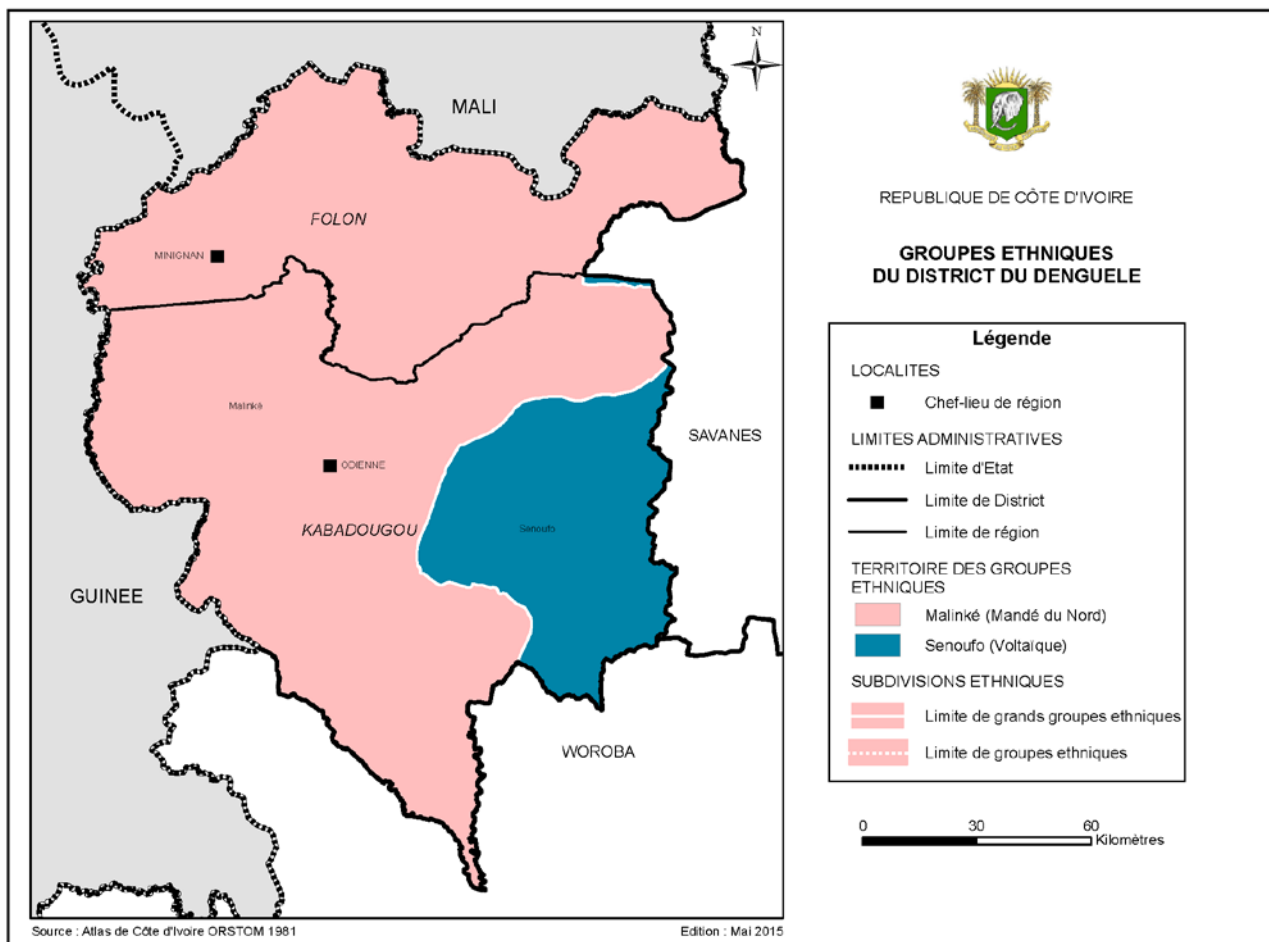 N
MALI
FOLON
MINIGNAN
Malinké
ODIENNE
SAVANES
KABADOUGOU
Senoufo
GUINEE
WOROBA
Source : Atlas de Côte d'Ivoire ORSTOM 1981
Edition : Mai 2015
REPUBLIQUE DE CÔTE D'IVOIRE
GROUPES ETHNIQUES
DU DISTRICT DU DENGUELE
Légende
LOCALITES
Chef-lieu de région
LIMITES ADMINISTRATIVES
Limite d'Etat
Limite de District
Limite de région
TERRITOIRE DES GROUPES
ETHNIQUES
Malinké (Mandé du Nord)
Senoufo (Voltaïque)
SUBDIVISIONS ETHNIQUES
Limite de grands groupes ethniques
Limite de groupes ethniques
0 30 60
Kilomètres